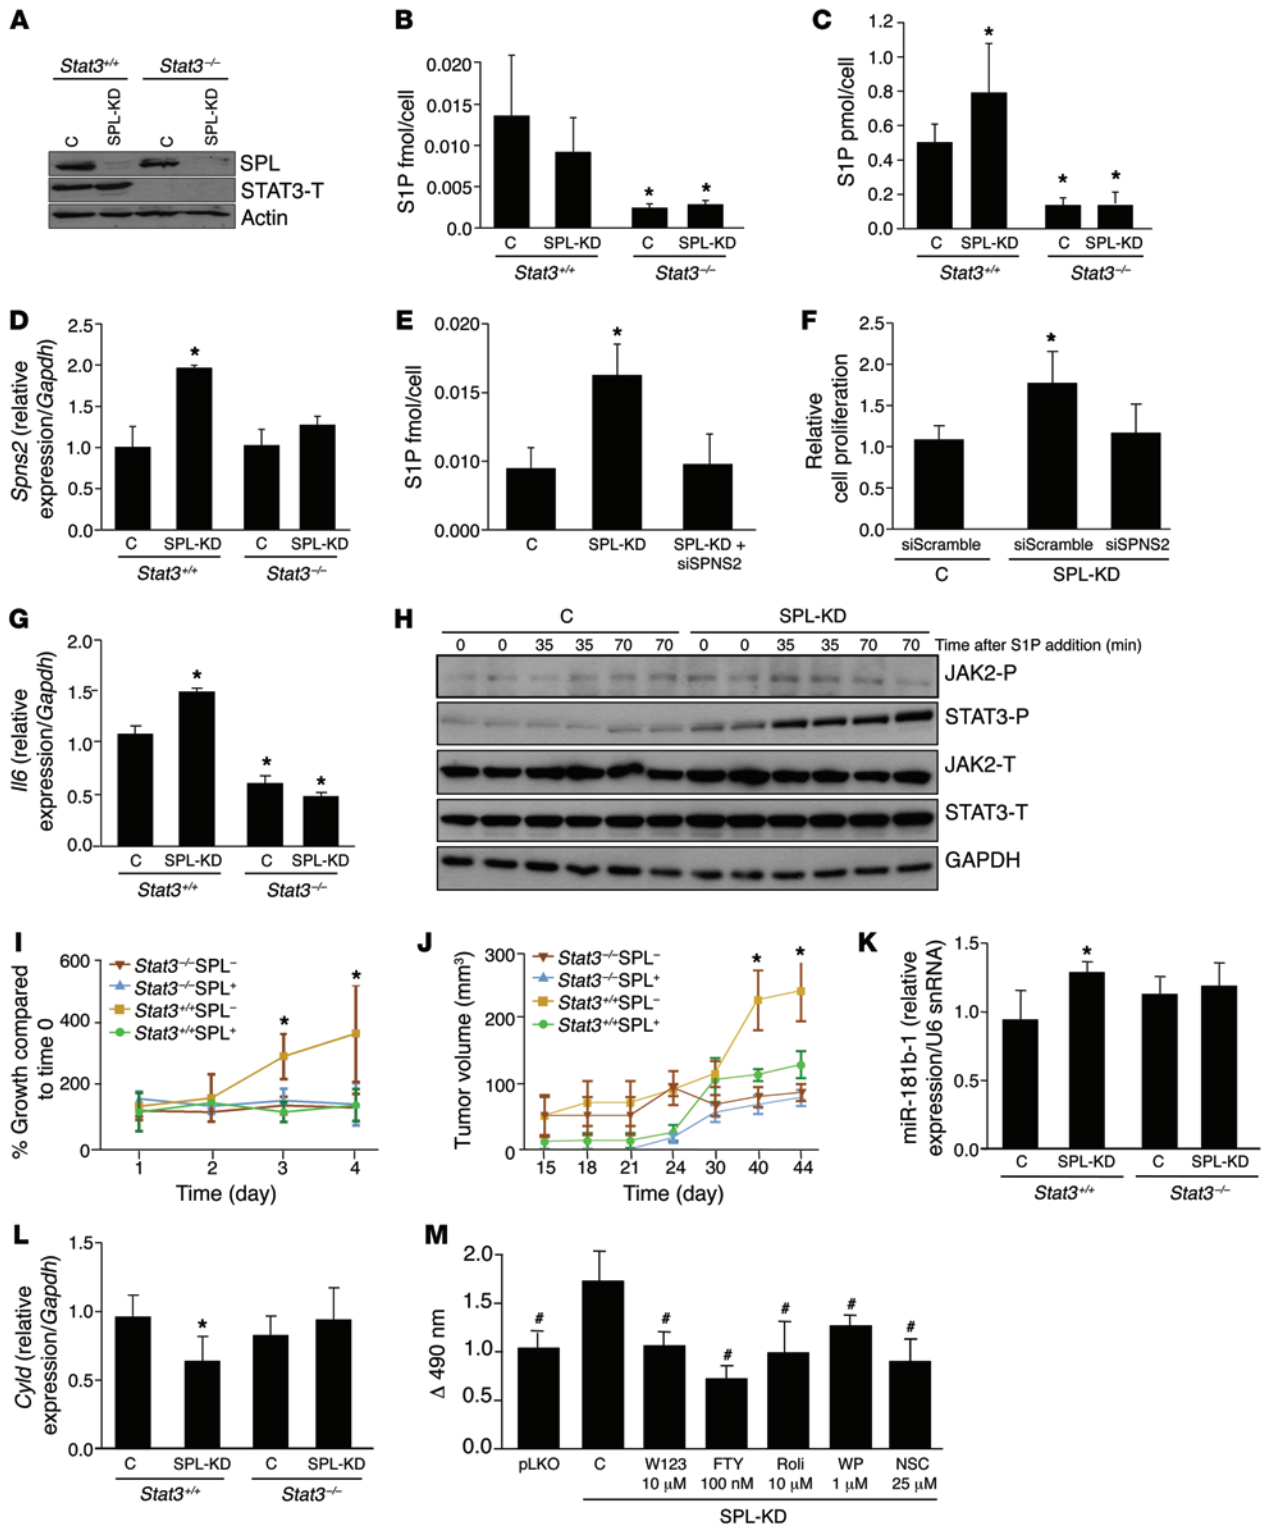 A
Stat3+/+ Stat3−/−
C SPL-KD C SPL-KD
SPL
STAT3-T
Actin
B
S1P fmol/cell
0.020
0.015
0.010
0.005
0.0
* *
C SPL-KD C SPL-KD
Stat3+/+ Stat3−/−
C
S1P pmol/cell
1.2
1.0
0.8
0.6
0.4
0.2
0.0
* * *
C SPL-KD C SPL-KD
Stat3+/+ Stat3−/−
D
Spns2 (relative
expression/Gapdh)
2.5
2.0
1.5
1.0
0.5
0.0
*
C SPL-KD C SPL-KD
Stat3+/+ Stat3−/−
E
S1P fmol/cell
0.020
0.015
0.010
0.000
*
C SPL-KD SPL-KD +
siSPNS2
F
Relative
cell proliferation
2.5
2.0
1.5
1.0
0.5
0.0
*
siScramble siScramble siSPNS2
C SPL-KD
G
Il6 (relative
expression/Gapdh)
2.0
1.5
1.0
0.5
0.0
* * *
C SPL-KD C SPL-KD
Stat3+/+ Stat3−/−
H
C SPL-KD
0 0 35 35 70 70 0 0 35 35 70 70 Time after S1P addition (min)
JAK2-P
STAT3-P
JAK2-T
STAT3-T
GAPDH
I
% Growth compared
to time 0
600
400
200
0
Stat3−/−SPL−
Stat3−/−SPL+
Stat3+/+SPL−
Stat3+/+SPL+
* *
1 2 3 4
Time (day)
J
Tumor volume (mm3)
300
200
100
0
Stat3−/−SPL−
Stat3−/−SPL+
Stat3+/+SPL−
Stat3+/+SPL+
* *
15 18 21 24 30 40 44
Time (day)
K
miR-181b-1 (relative
expression/U6 snRNA)
1.5
1.0
0.5
0.0
*
C SPL-KD C SPL-KD
Stat3+/+ Stat3−/−
L
Cyld (relative
expression/Gapdh)
1.5
1.0
0.5
0.0
*
C SPL-KD C SPL-KD
Stat3+/+ Stat3−/−
M
Δ 490 nm
2.0
1.5
1.0
0.5
0.0
# # # # # #
pLKO C W123 FTY Roli WP NSC
10 μM 100 nM 10 μM 1 μM 25 μM
SPL-KD